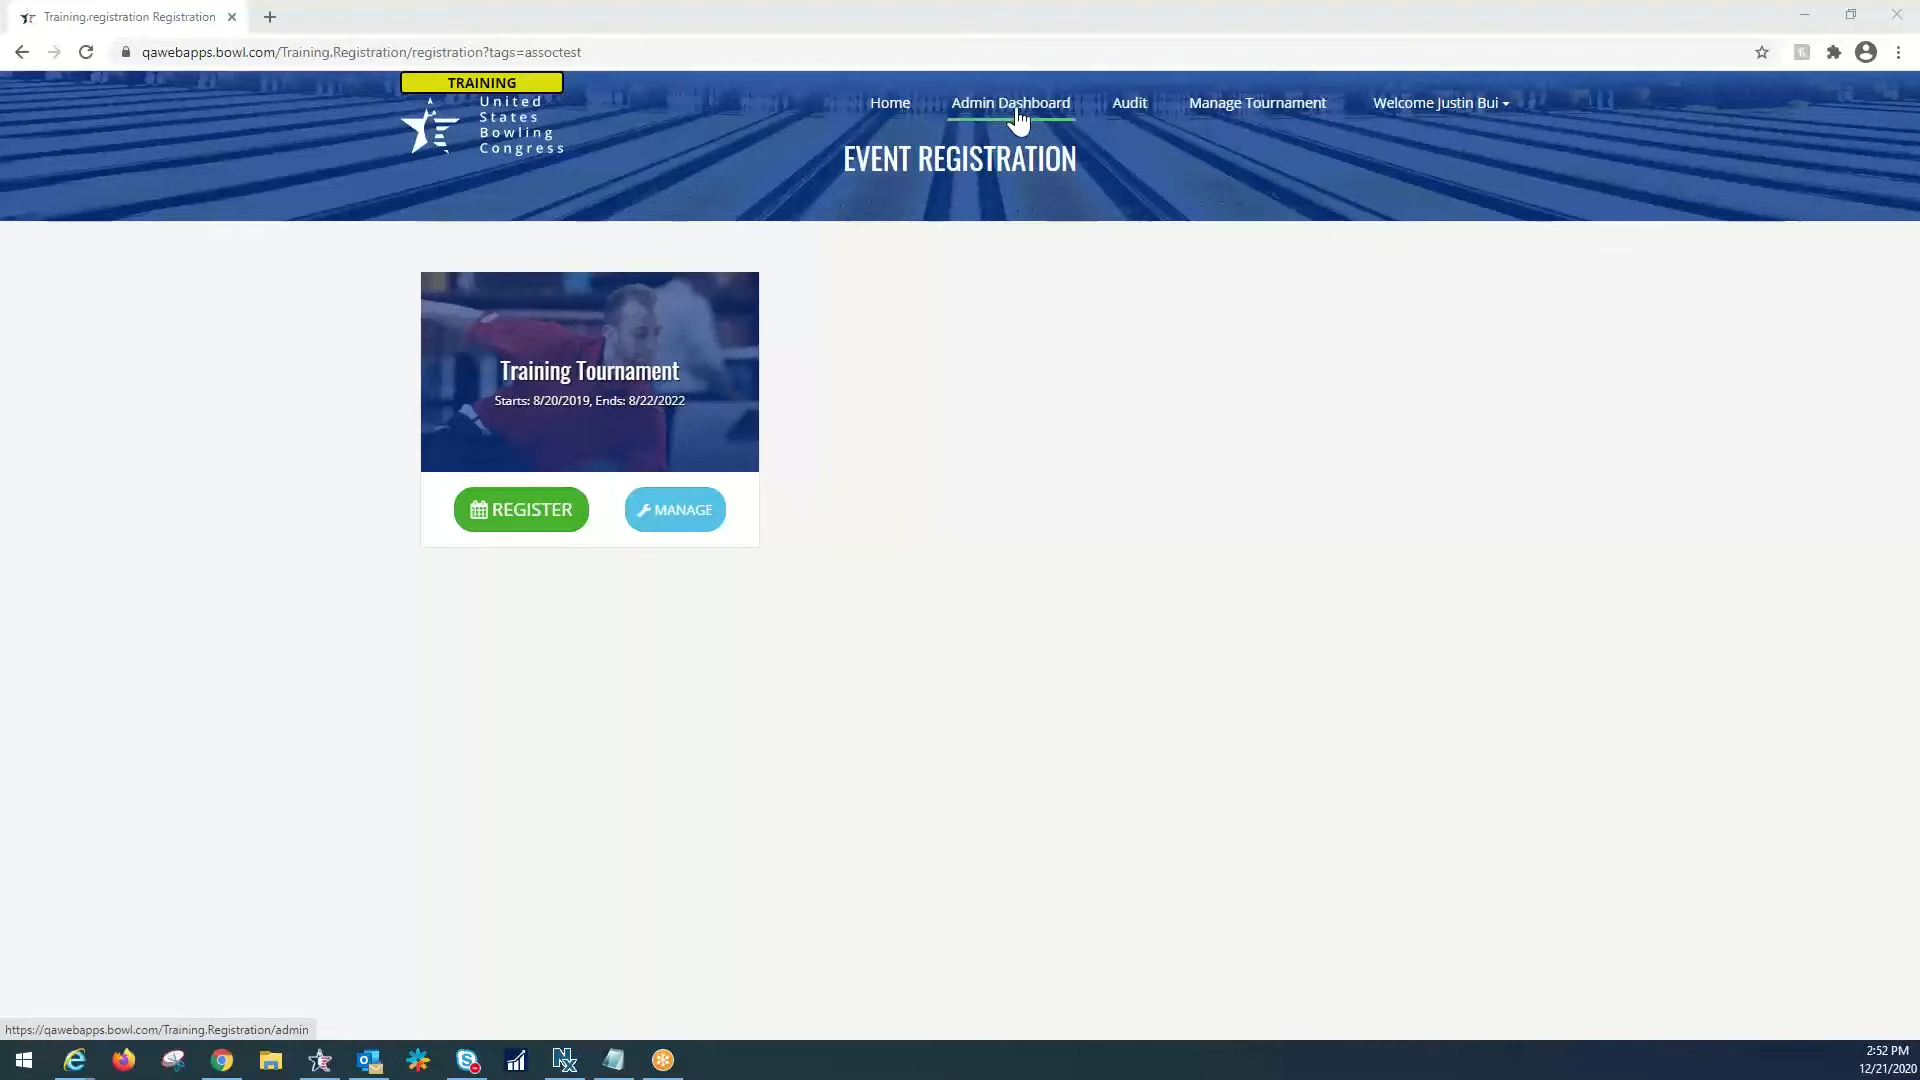 Training.registration Registration
qawebapps.bowl.com/Training.Registration/registration?tags=assoctest
TRAINING
United
States
Bowling
Congress
Home
Admin Dashboard
Audit
Manage Tournament
Welcome Justin Bui
EVENT REGISTRATION
Training Tournament
Starts: 8/20/2019, Ends: 8/22/2022
REGISTER
MANAGE
https://qawebapps.bowl.com/Training.Registration/admin
2:52 PM
12/21/2020